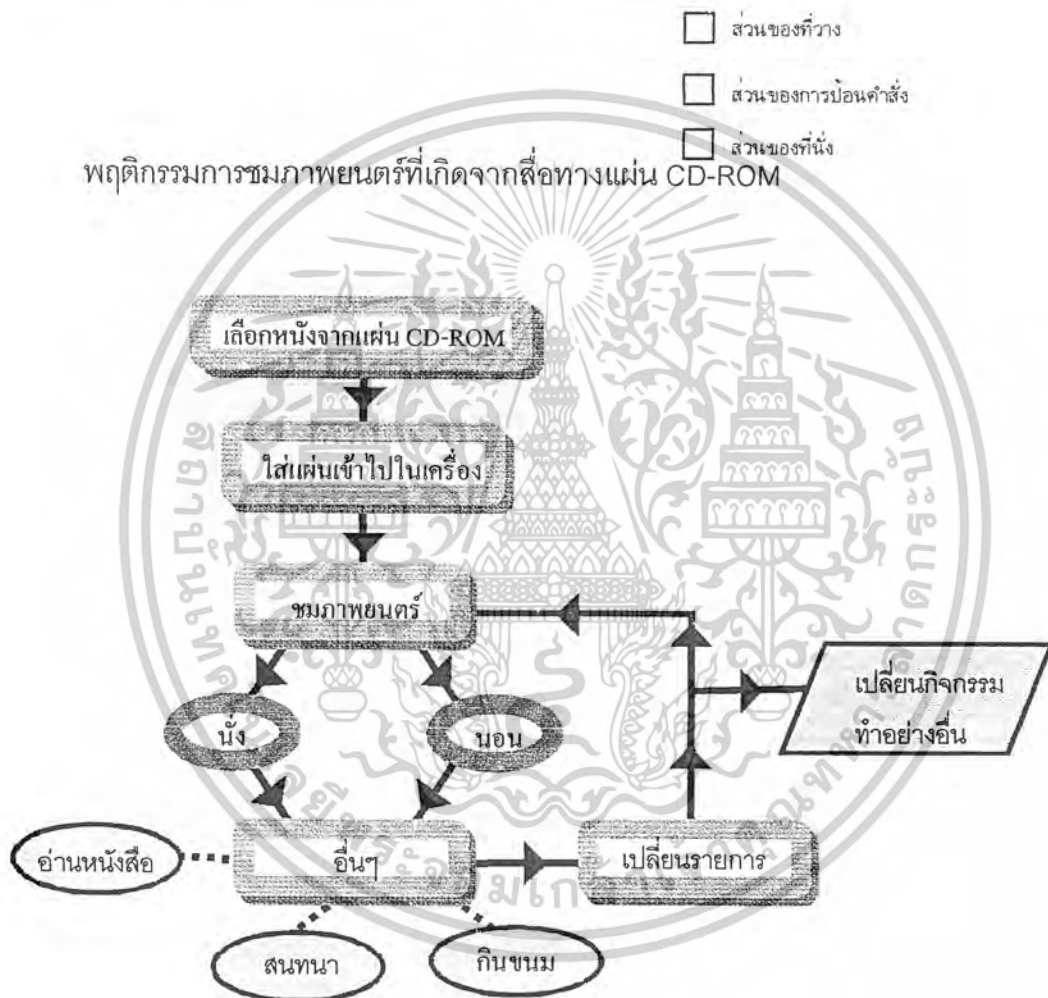 ส่วนของที่วาง
ส่วนของการป้อนคำสั่ง
ส่วนของที่นั่ง
พฤติกรรมการชมภาพยนตร์ที่เกิดจากสื่อทางแผ่น CD-ROM
เลือกหนังจากแผ่น CD-ROM
ใส่แผ่นเข้าไปในเครื่อง
ชมภาพยนตร์
นั่ง
นอน
เปลี่ยนกิจกรรม
ทำอย่างอื่น
อ่านหนังสือ
อื่นๆ
เปลี่ยนรายการ
สนทนา
กินขนม